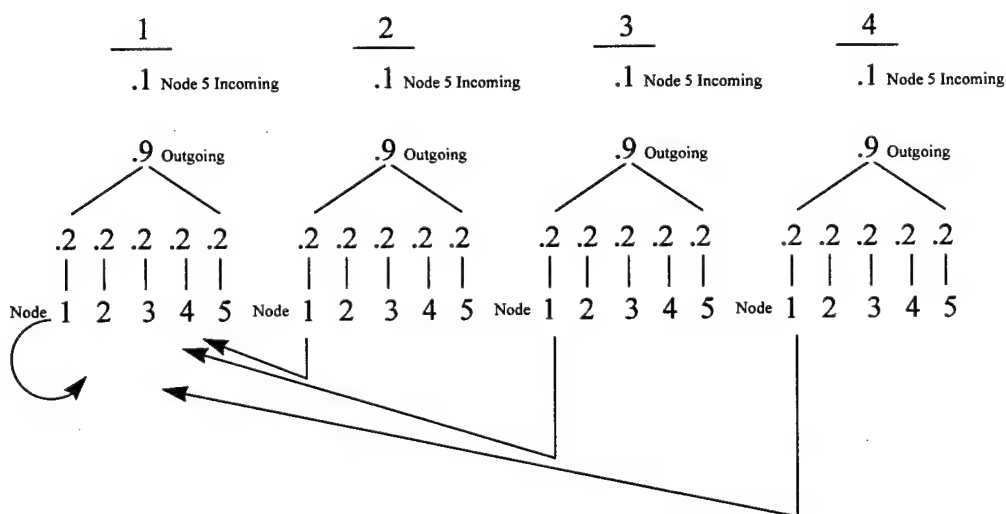 1 2 3 4
.1 Node 5 Incoming .1 Node 5 Incoming .1 Node 5 Incoming .1 Node 5 Incoming
.9 Outgoing .9 Outgoing .9 Outgoing .9 Outgoing
.2 .2 .2 .2 .2 .2 .2 .2 .2 .2 .2 .2 .2 .2 .2 .2 .2 .2 .2 .2
Node 1 2 3 4 5 Node 1 2 3 4 5 Node 1 2 3 4 5 Node 1 2 3 4 5